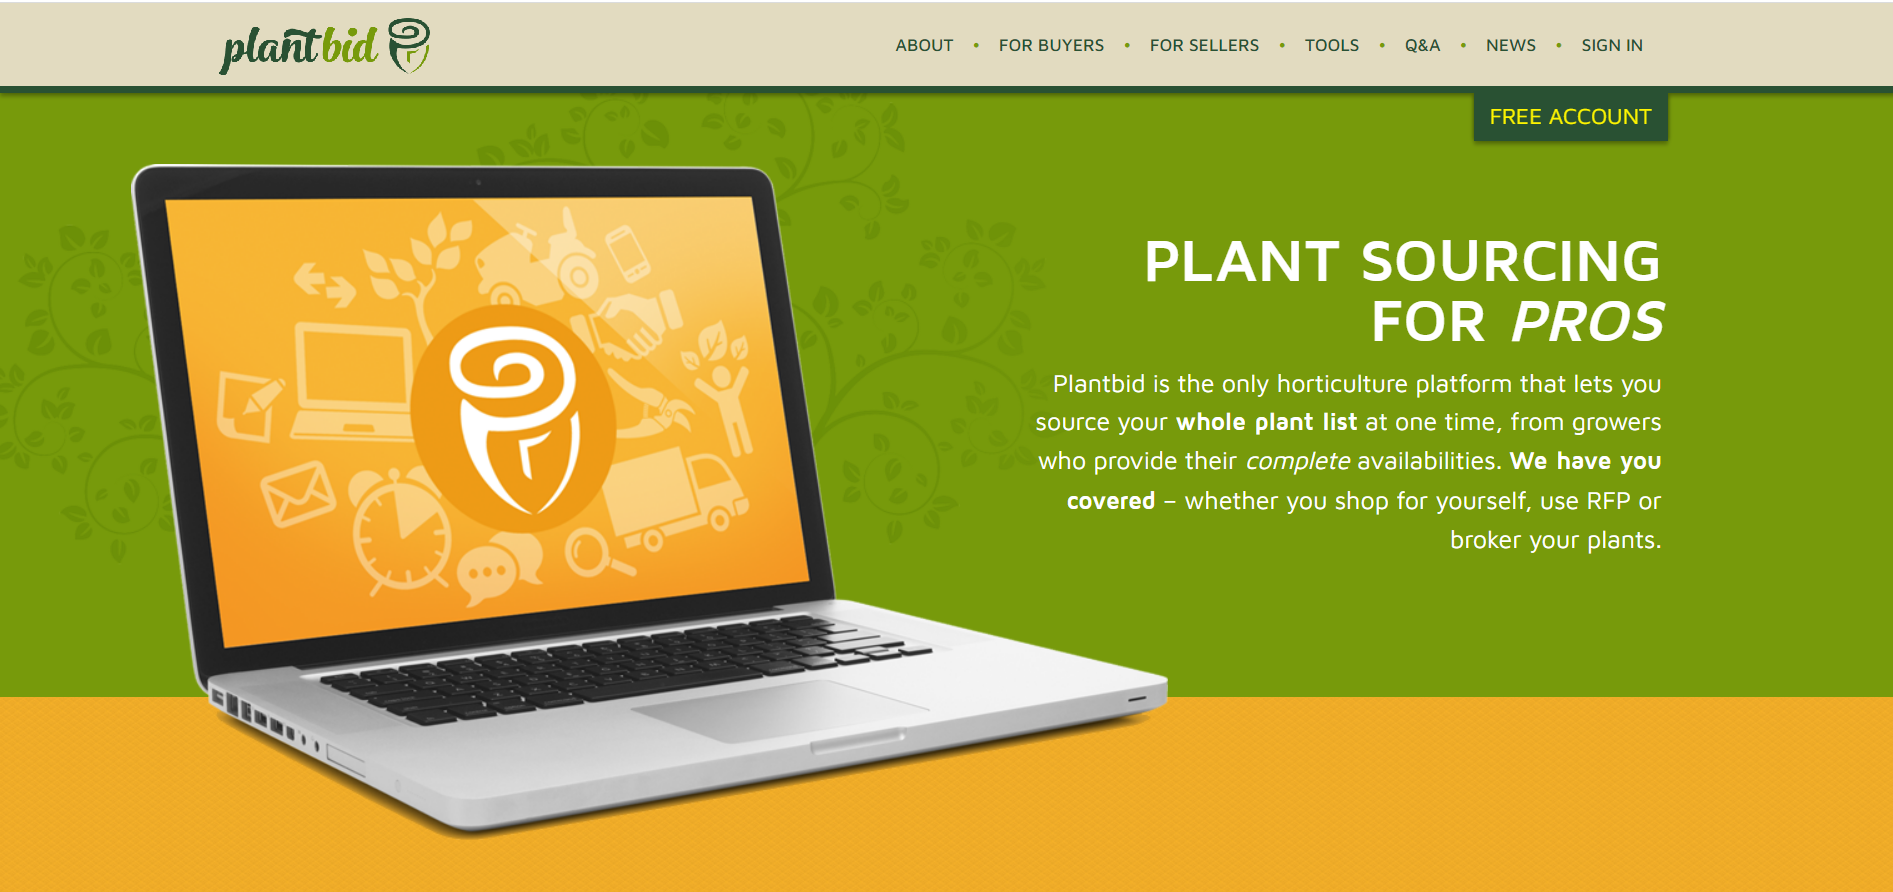 plantbid
ABOUT • FOR BUYERS • FOR SELLERS • TOOLS • Q&A • NEWS • SIGN IN
FREE ACCOUNT
PLANT SOURCING
FOR PROS
Plantbid is the only horticulture platform that lets you
source your whole plant list at one time, from growers
who provide their complete availabilities. We have you
covered – whether you shop for yourself, use RFP or
broker your plants.